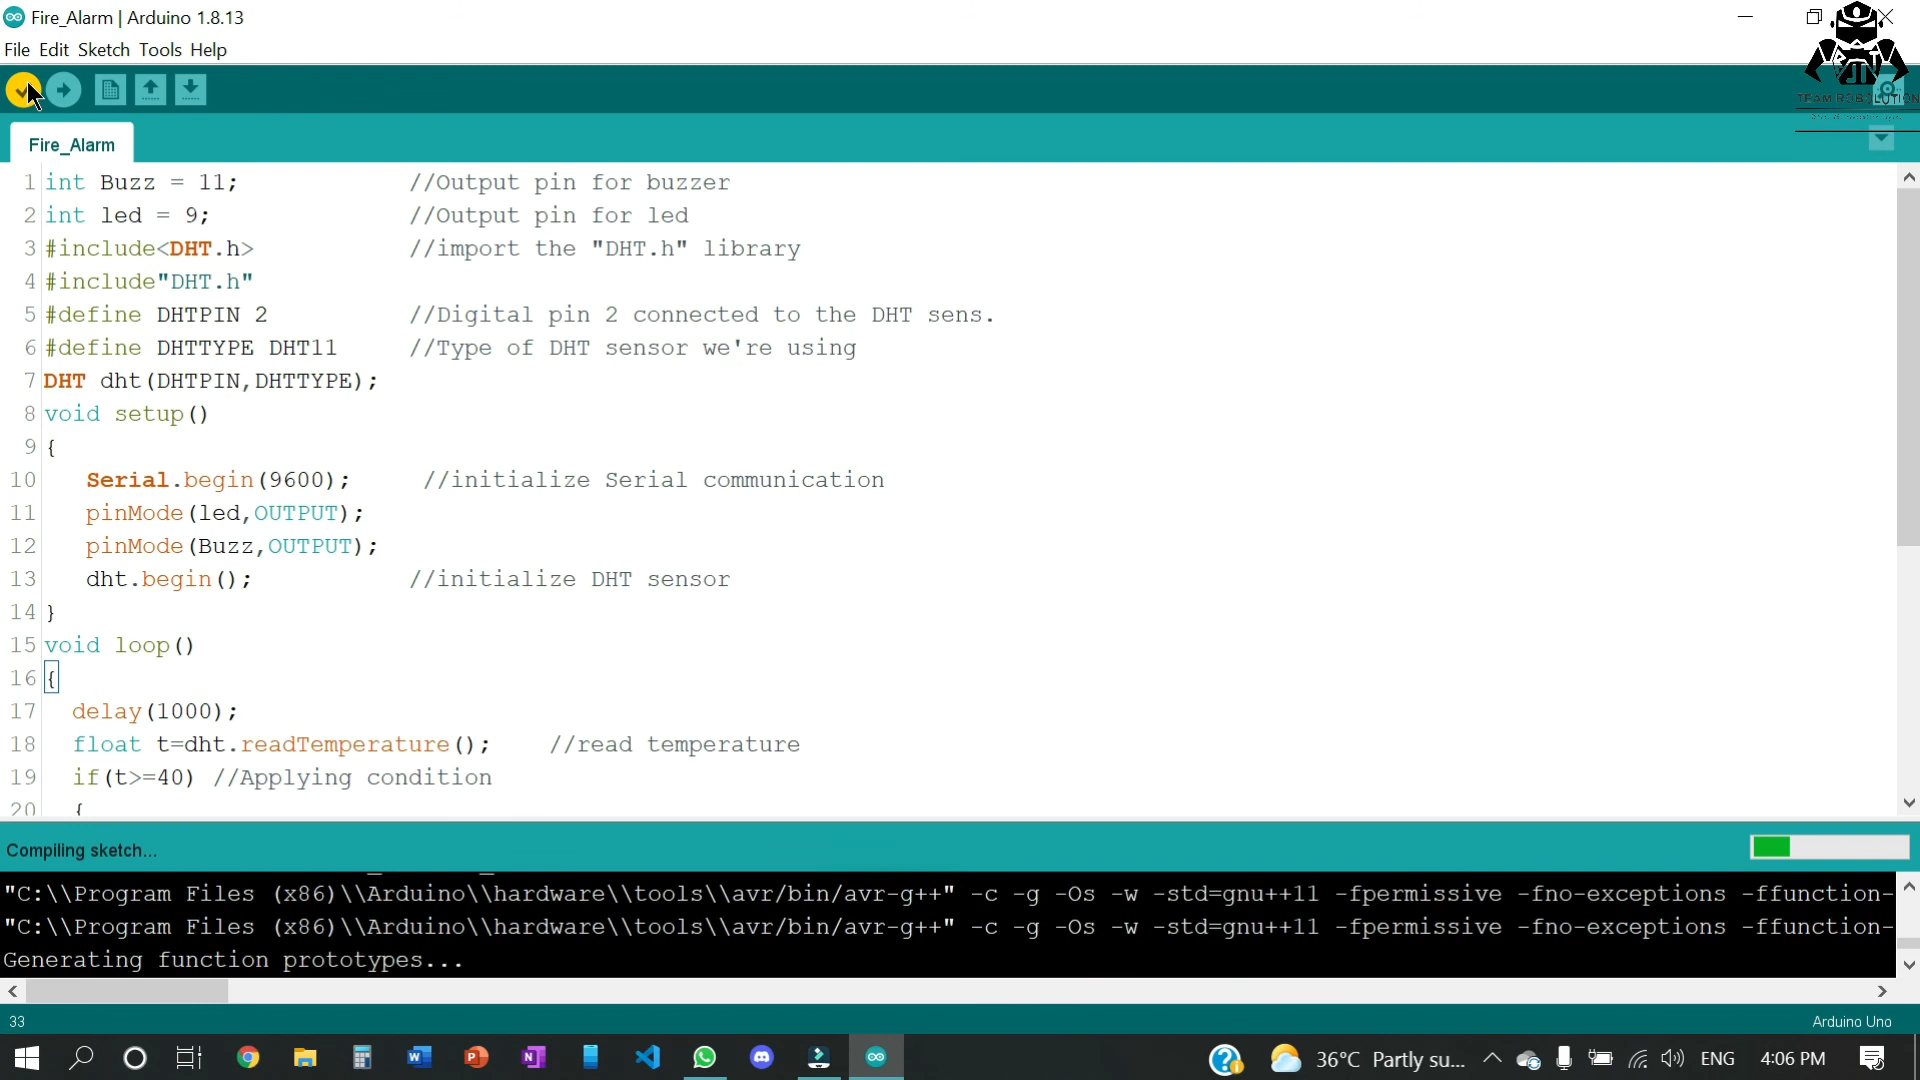 Fire_Alarm | Arduino 1.8.13
File Edit Sketch Tools Help
TEAM ROBOLUTION
Fire_Alarm
1 int Buzz = 11; //Output pin for buzzer
2 int led = 9; //Output pin for led
3 #include<DHT.h> //import the "DHT.h" library
4 #include"DHT.h"
5 #define DHTPIN 2 //Digital pin 2 connected to the DHT sens.
6 #define DHTTYPE DHT11 //Type of DHT sensor we're using
7 DHT dht(DHTPIN,DHTTYPE);
8 void setup()
9 {
10 Serial.begin(9600); //initialize Serial communication
11 pinMode(led,OUTPUT);
12 pinMode(Buzz,OUTPUT);
13 dht.begin(); //initialize DHT sensor
14 }
15 void loop()
16 {
17 delay(1000);
18 float t=dht.readTemperature(); //read temperature
19 if(t>=40) //Applying condition
20 {
Compiling sketch...
"C:\\Program Files (x86)\\Arduino\\hardware\\tools\\avr/bin/avr-g++" -c -g -Os -w -std=gnu++11 -fpermissive -fno-exceptions -ffunction-
"C:\\Program Files (x86)\\Arduino\\hardware\\tools\\avr/bin/avr-g++" -c -g -Os -w -std=gnu++11 -fpermissive -fno-exceptions -ffunction-
Generating function prototypes...
33
Arduino Uno
36°C Partly su... ENG 4:06 PM